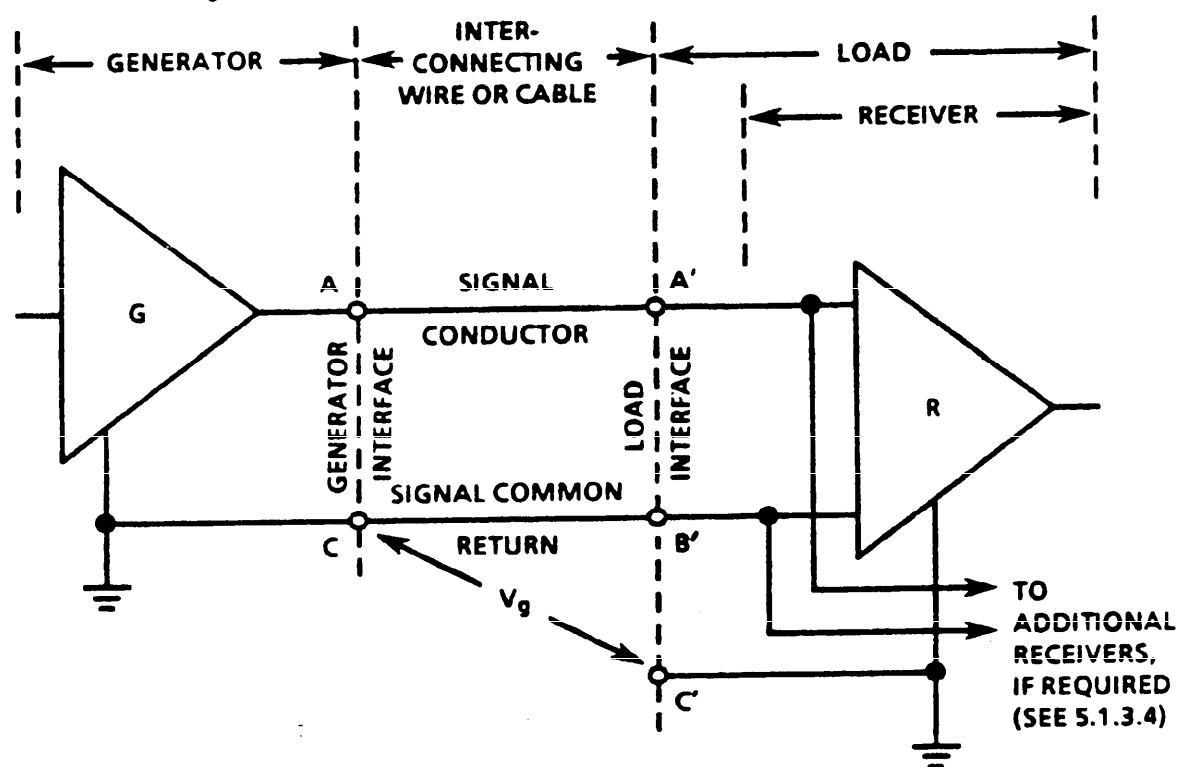 GENERATOR
INTER-
CONNECTING
WIRE OR CABLE
LOAD
RECEIVER
G
A
SIGNAL
CONDUCTOR
A'
GENERATOR
INTERFACE
LOAD
INTERFACE
R
SIGNAL COMMON
RETURN
C
B'
Vg
C'
TO
ADDITIONAL
RECEIVERS,
IF REQUIRED
(SEE 5.1.3.4)